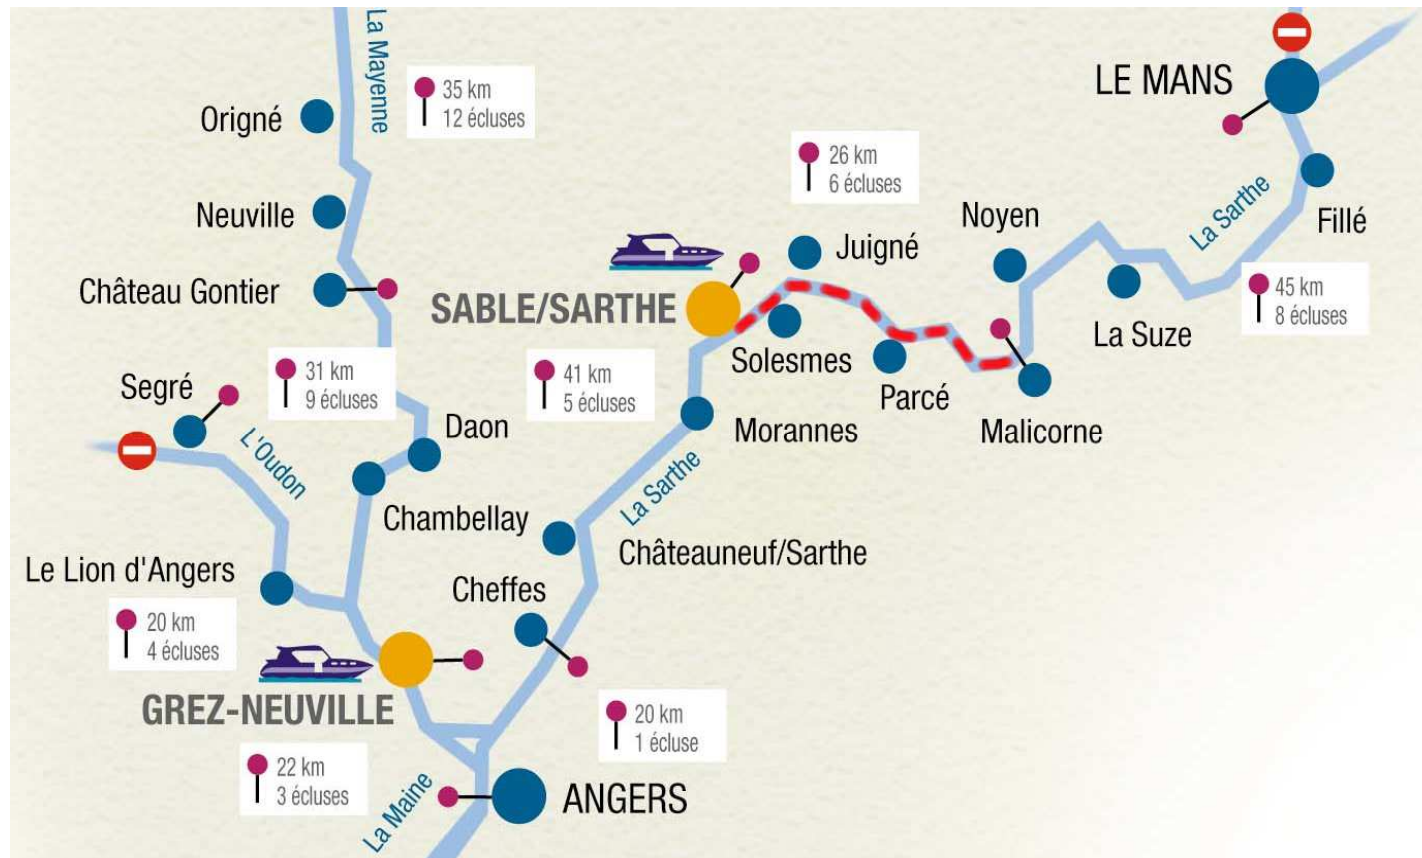 La Mayenne
35 km
12 écluses
LE MANS
Origné
26 km
6 écluses
Neuville
Noyen
La Sarthe
Fillé
Juigné
Château Gontier
SABLE/SARTHE
45 km
8 écluses
La Suze
Solesmes
31 km
9 écluses
41 km
5 écluses
Segré
Parcé
Daon
Morannes
Malicorne
L'Oudon
La Sarthe
Chambellay
Châteauneuf/Sarthe
Le Lion d'Angers
Cheffes
20 km
4 écluses
GREZ-NEUVILLE
20 km
1 écluse
22 km
3 écluses
La Maine
ANGERS